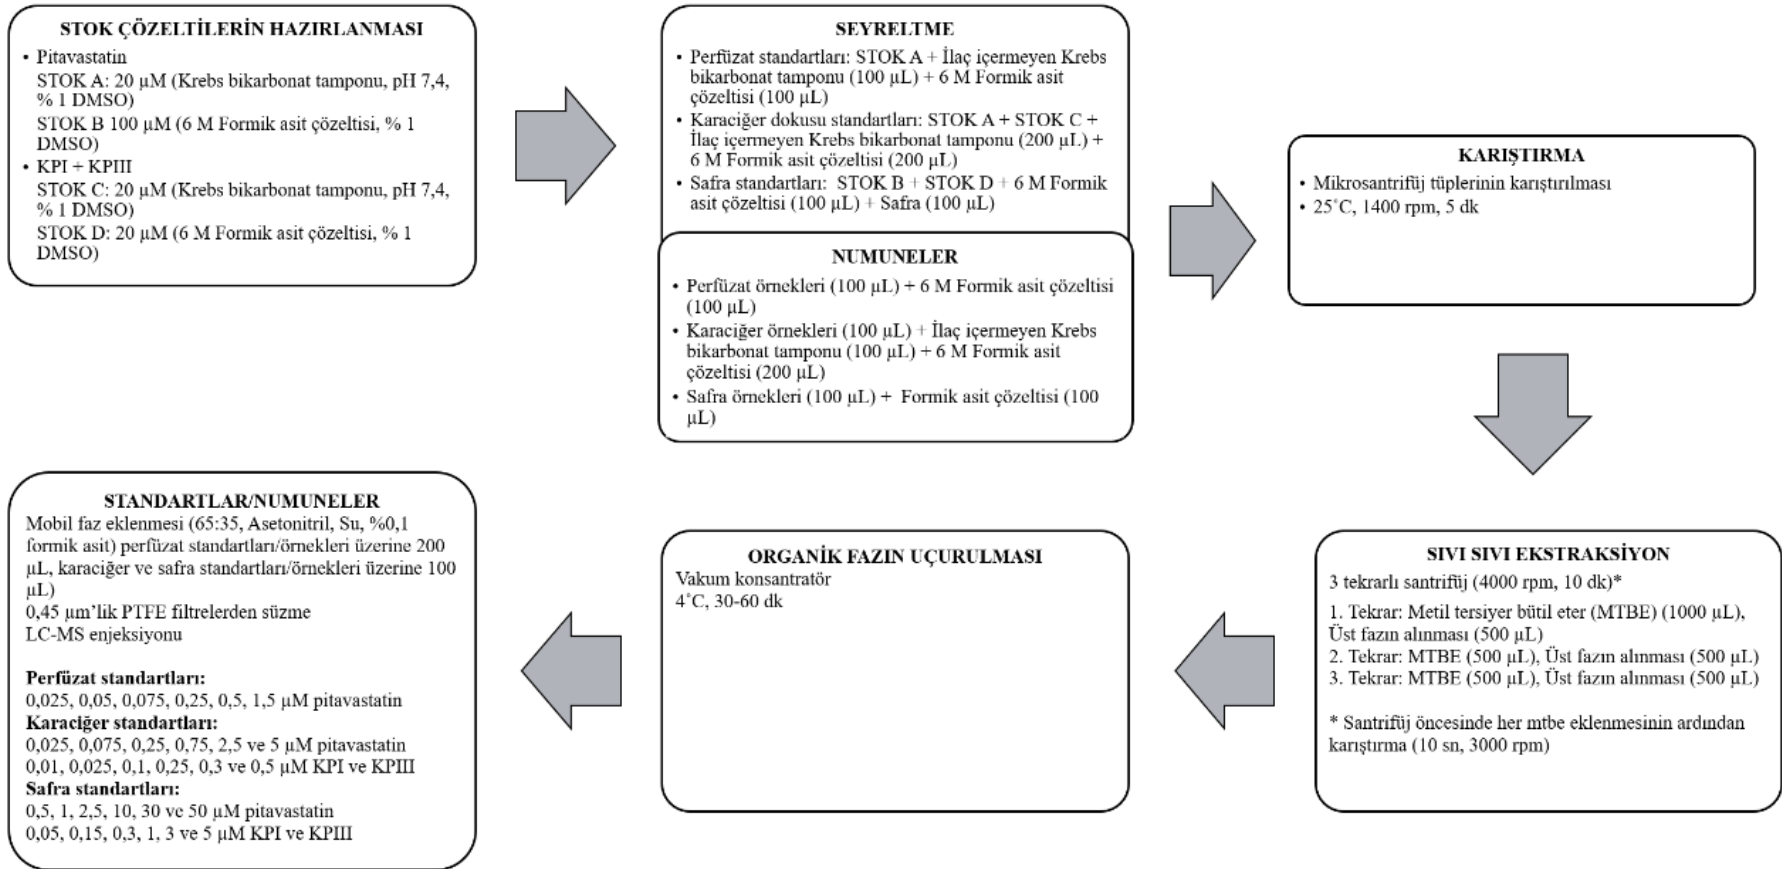 STOK ÇÖZELTİLERİN HAZIRLANMASI
• Pitavastatin
STOK A: 20 µM (Krebs bikarbonat tamponu, pH 7,4,
% 1 DMSO)
STOK B 100 µM (6 M Formik asit çözeltisi, % 1
DMSO)
• KPI + KPIII
STOK C: 20 µM (Krebs bikarbonat tamponu, pH 7,4,
% 1 DMSO)
STOK D: 20 µM (6 M Formik asit çözeltisi, % 1
DMSO)
SEYRELTME
• Perfüzat standartları: STOK A + İlaç içermeyen Krebs
bikarbonat tamponu (100 µL) + 6 M Formik asit
çözeltisi (100 µL)
• Karaciğer dokusu standartları: STOK A + STOK C +
İlaç içermeyen Krebs bikarbonat tamponu (200 µL) +
6 M Formik asit çözeltisi (200 µL)
• Safra standartları: STOK B + STOK D + 6 M Formik
asit çözeltisi (100 µL) + Safra (100 µL)
NUMUNELER
• Perfüzat örnekleri (100 µL) + 6 M Formik asit çözeltisi
(100 µL)
• Karaciğer örnekleri (100 µL) + İlaç içermeyen Krebs
bikarbonat tamponu (100 µL) + 6 M Formik asit
çözeltisi (200 µL)
• Safra örnekleri (100 µL) + Formik asit çözeltisi (100
µL)
KARIŞTIRMA
• Mikrosantrifüj tüplerinin karıştırılması
• 25˚C, 1400 rpm, 5 dk
SIVI SIVI EKSTRAKSİYON
3 tekrarlı santrifüj (4000 rpm, 10 dk)*
1. Tekrar: Metil tersiyer bütil eter (MTBE) (1000 µL),
Üst fazın alınması (500 µL)
2. Tekrar: MTBE (500 µL), Üst fazın alınması (500 µL)
3. Tekrar: MTBE (500 µL), Üst fazın alınması (500 µL)
* Santrifüj öncesinde her mtbe eklenmesinin ardından
karıştırma (10 sn, 3000 rpm)
ORGANİK FAZIN UÇURULMASI
Vakum konsantratör
4˚C, 30-60 dk
STANDARTLAR/NUMUNELER
Mobil faz eklenmesi (65:35, Asetonitril, Su, %0,1
formik asit) perfüzat standartları/örnekleri üzerine 200
µL, karaciğer ve safra standartları/örnekleri üzerine 100
µL)
0,45 µm’lik PTFE filtrelerden süzme
LC-MS enjeksiyonu
Perfüzat standartları:
0,025, 0,05, 0,075, 0,25, 0,5, 1,5 µM pitavastatin
Karaciğer standartları:
0,025, 0,075, 0,25, 0,75, 2,5 ve 5 µM pitavastatin
0,01, 0,025, 0,1, 0,25, 0,3 ve 0,5 µM KPI ve KPIII
Safra standartları:
0,5, 1, 2,5, 10, 30 ve 50 µM pitavastatin
0,05, 0,15, 0,3, 1, 3 ve 5 µM KPI ve KPIII